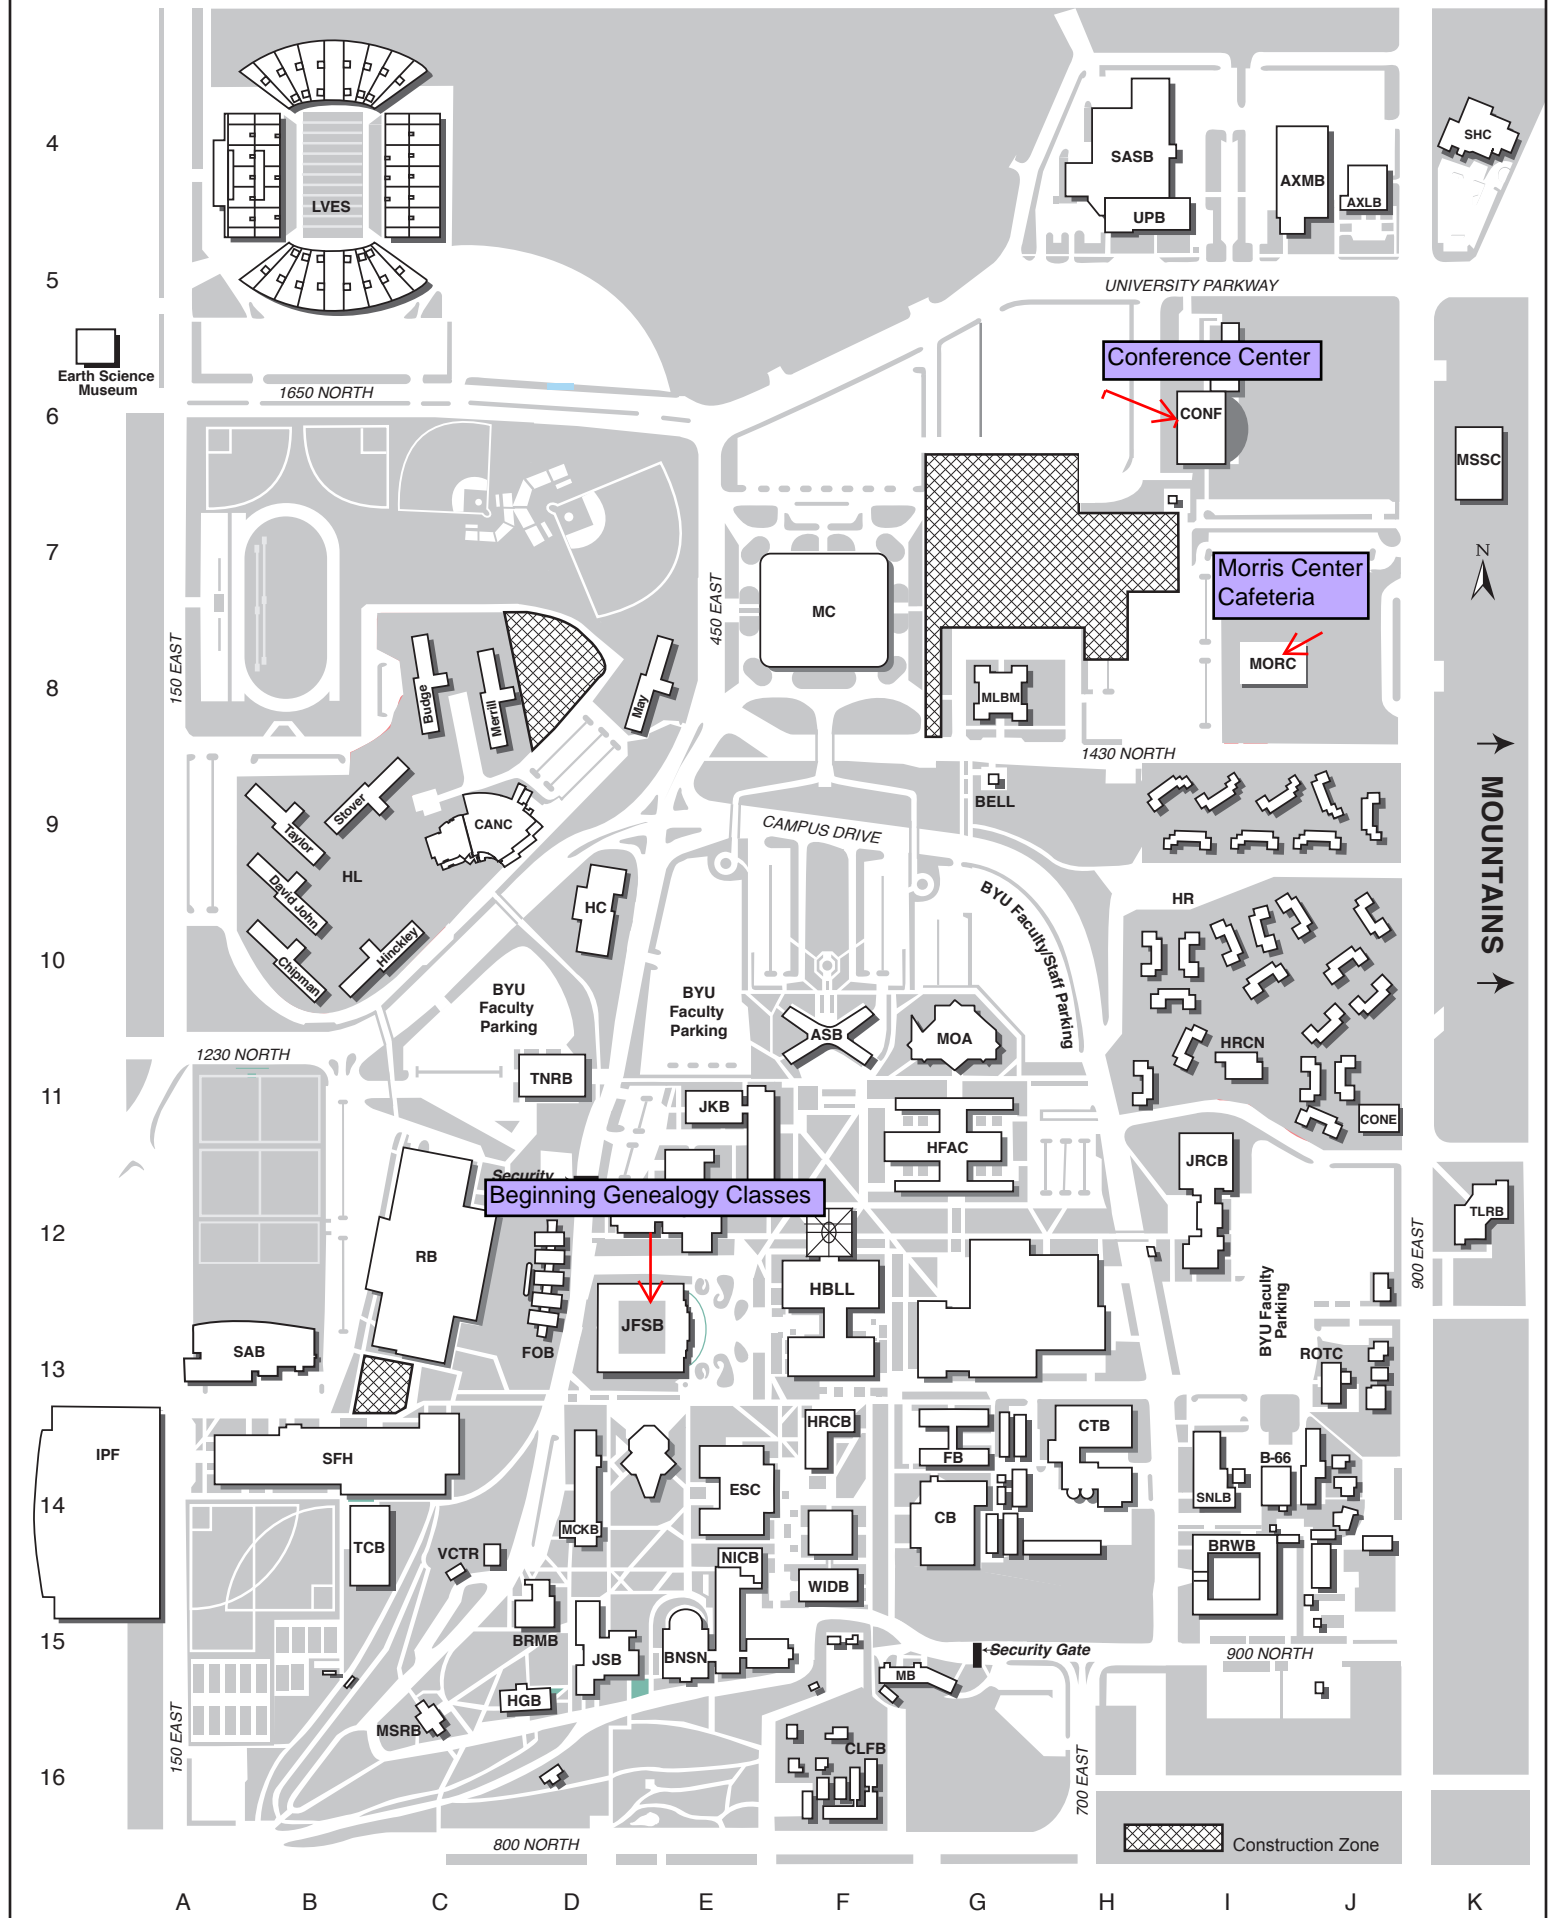 4
SHC
SASB
AXMB
AXLB
LVES
UPB
5
UNIVERSITY PARKWAY
Earth Science
Museum
Conference Center
1650 NORTH
6
CONF
MSSC
7
N
Morris Center
Cafeteria
450 EAST
MC
150 EAST
MORC
8
Budge
Merrill
May
MLBM
1430 NORTH
MOUNTAINS
BELL
9
Stover
Taylor
CANC
CAMPUS DRIVE
HL
David John
HC
BYU Faculty/Staff Parking
HR
10
Chipman
Hinckley
BYU
Faculty
Parking
BYU
Faculty
Parking
ASB
MOA
HRCN
1230 NORTH
TNRB
11
JKB
CONE
HFAC
JRCB
Security
Beginning Genealogy Classes
TLRB
12
RB
900 EAST
HBLL
BYU Faculty
Parking
JFSB
SAB
FOB
ROTC
13
HRCB
CTB
IPF
SFH
FB
B-66
ESC
SNLB
14
CB
MCKB
TCB
VCTR
NICB
BRWB
WIDB
15
BRMB
JSB
BNSN
Security Gate
900 NORTH
MB
HGB
MSRB
150 EAST
CLFB
16
700 EAST
800 NORTH
Construction Zone
A B C D E F G H I J K